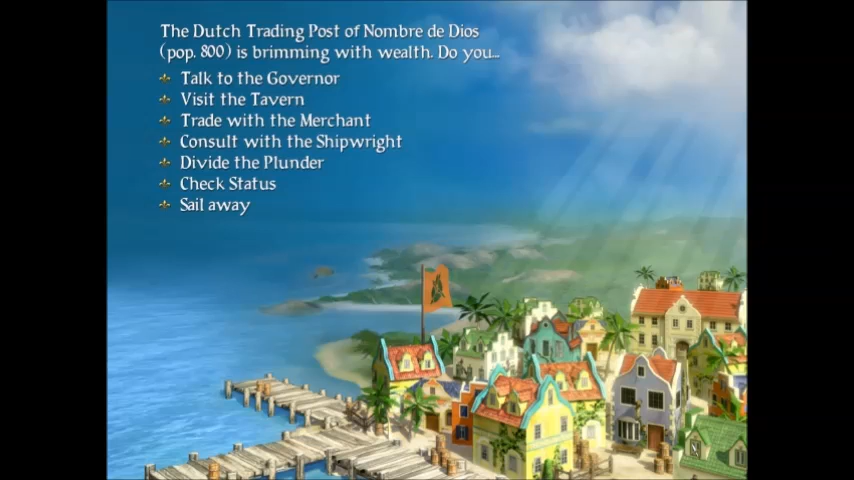 The Dutch Trading Post of Nombre de Dios
(pop. 800) is brimming with wealth. Do you...
Talk to the Governor
Visit the Tavern
Trade with the Merchant
Consult with the Shipwright
Divide the Plunder
Check Status
Sail away